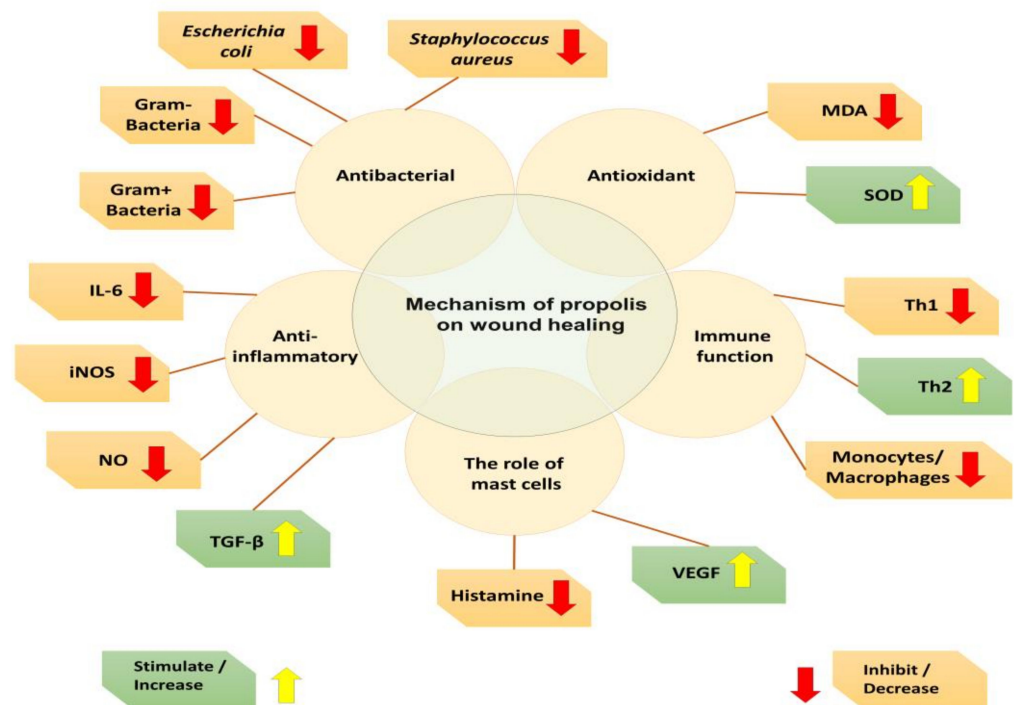 Escherichia
coli
Staphylococcus
aureus
Gram-
Bacteria
MDA
Antibacterial
Antioxidant
Gram+
Bacteria
SOD
IL-6
Mechanism of propolis
on wound healing
Th1
Anti-
inflammatory
Immune
function
iNOS
Th2
NO
The role of
mast cells
Monocytes/
Macrophages
TGF-β
VEGF
Histamine
Stimulate /
Increase
Inhibit /
Decrease